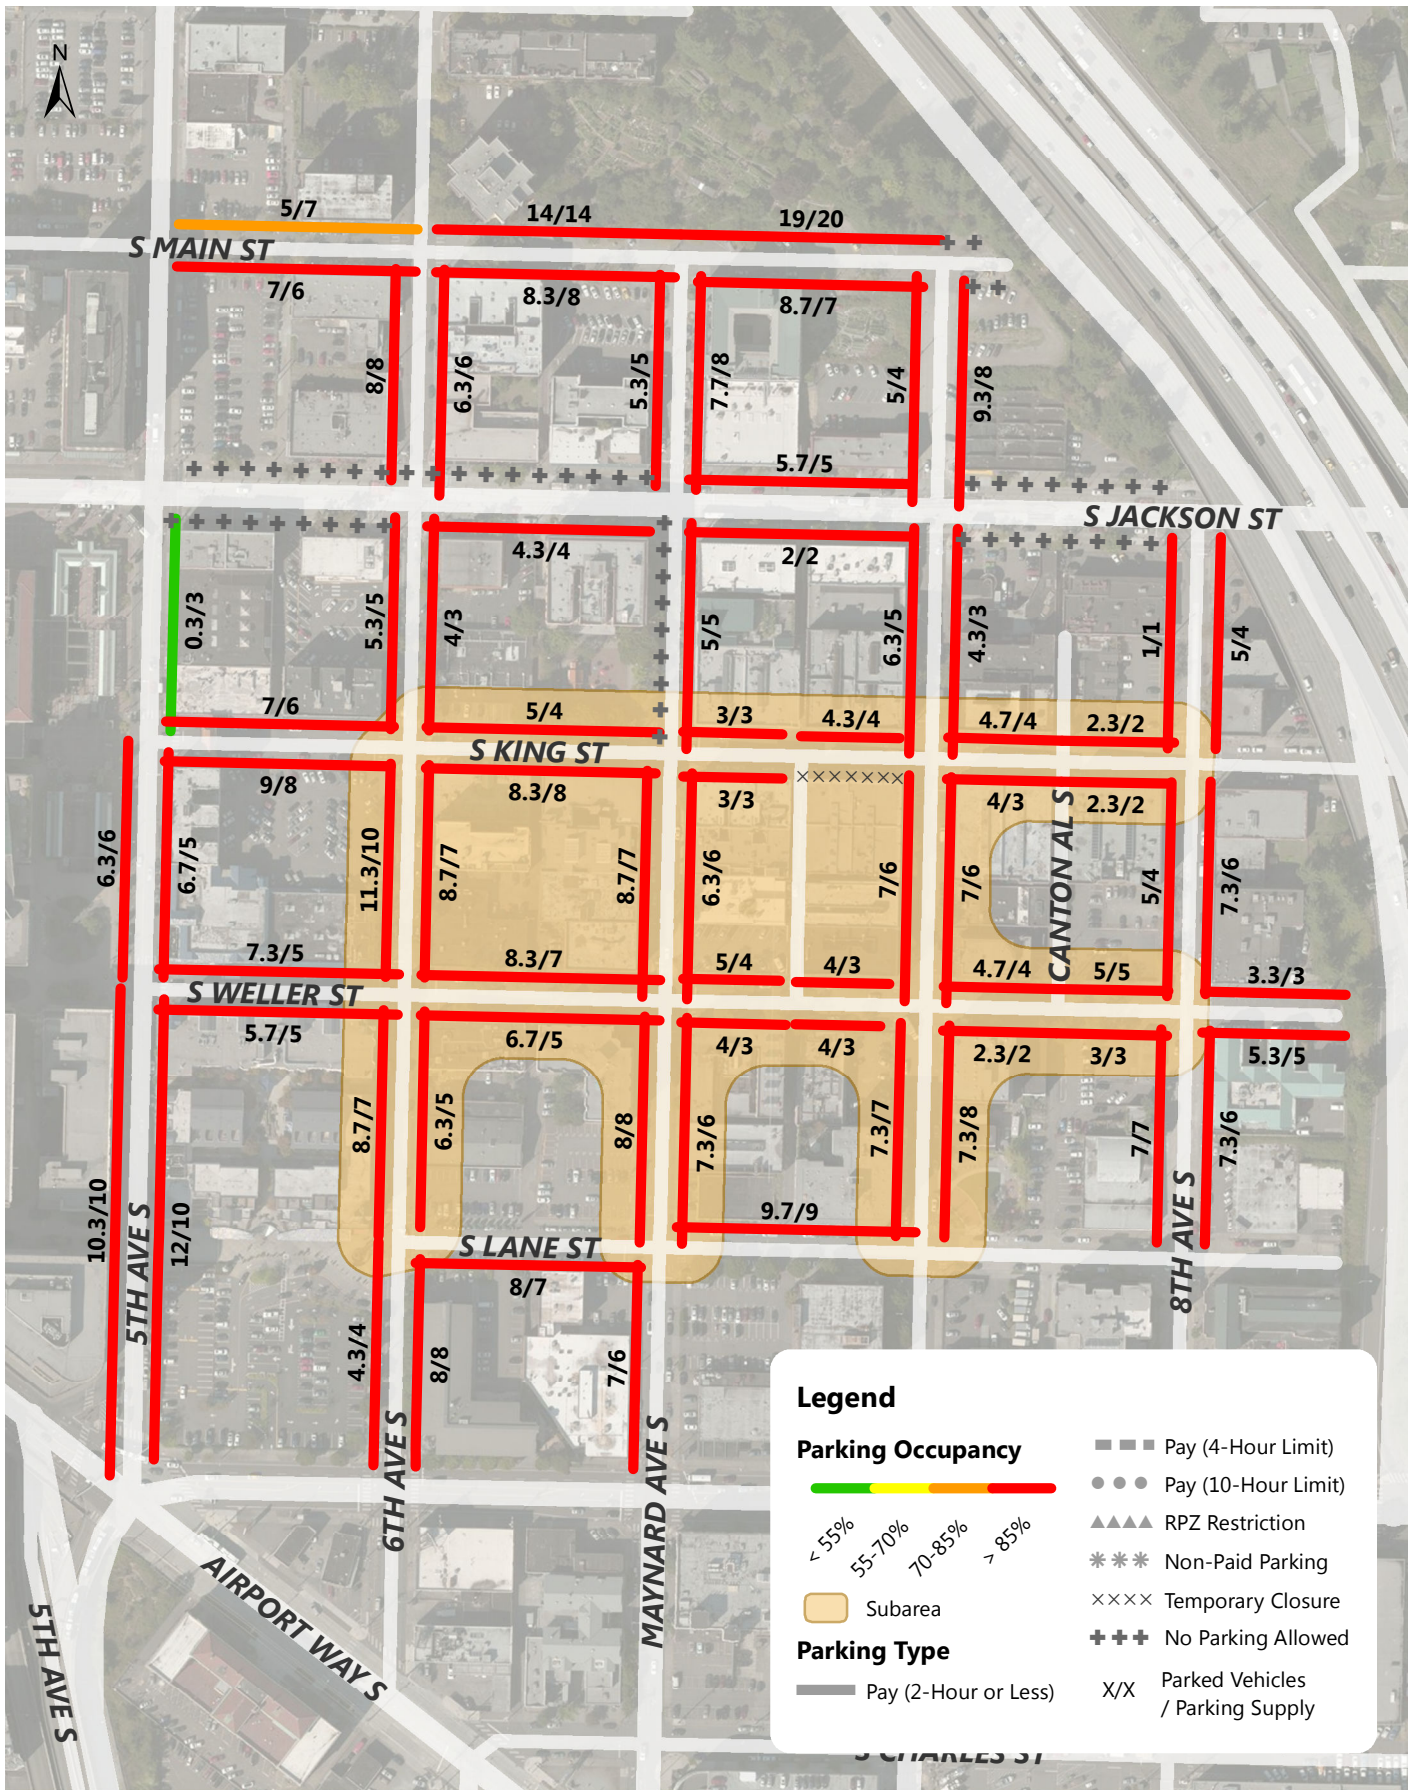 N
5/7
14/14
19/20
S MAIN ST
7/6
8.3/8
8.7/7
8/8
6.3/6
5.3/5
7.7/8
5/4
9.3/8
5.7/5
S JACKSON ST
4.3/4
2/2
0.3/3
5.3/5
4/3
5/5
6.3/5
4.3/3
1/1
5/4
7/6
5/4
3/3
4.3/4
4.7/4
2.3/2
S KING ST
9/8
8.3/8
3/3
4/3
2.3/2
CANTON AL S
6.3/6
6.7/5
11.3/10
8.7/7
8.7/7
6.3/6
7/6
7/6
5/4
7.3/6
7.3/5
8.3/7
5/4
4/3
4.7/4
5/5
3.3/3
S WELLER ST
5.7/5
6.7/5
4/3
4/3
2.3/2
3/3
5.3/5
8.7/7
6.3/5
8/8
7.3/6
7.3/7
7.3/8
7/7
7.3/6
10.3/10
12/10
9.7/9
5TH AVE S
S LANE ST
8TH AVE S
8/7
4.3/4
8/8
7/6
6TH AVE S
MAYNARD AVE S
AIRPORT WAY S
5TH AVE S
S CHARLES ST
Legend
Parking Occupancy
< 55%
55-70%
70-85%
> 85%
Subarea
Parking Type
Pay (2-Hour or Less)
Pay (4-Hour Limit)
Pay (10-Hour Limit)
RPZ Restriction
Non-Paid Parking
Temporary Closure
No Parking Allowed
X/X
Parked Vehicles
/ Parking Supply